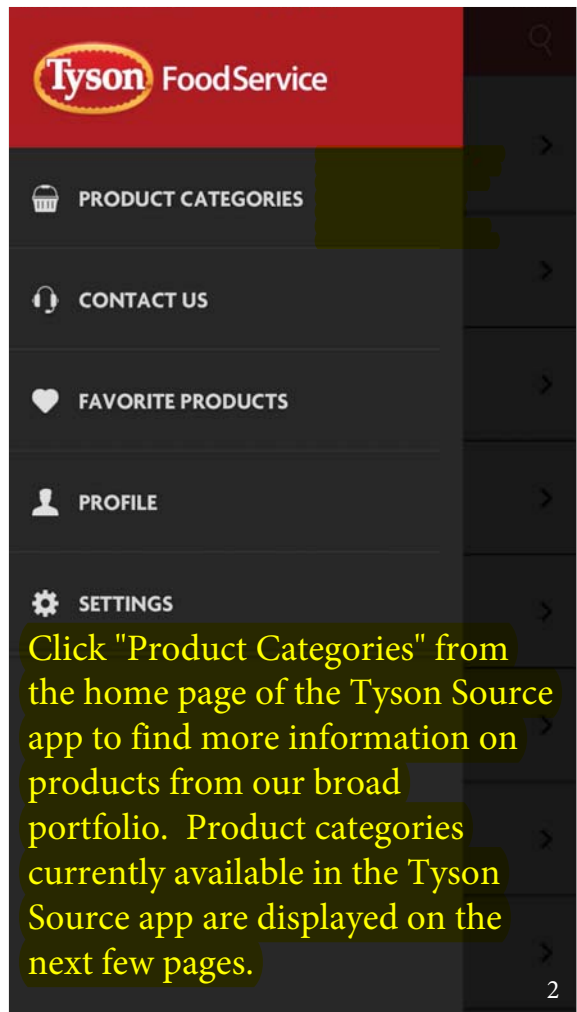 Tyson FoodService
PRODUCT CATEGORIES
CONTACT US
FAVORITE PRODUCTS
PROFILE
SETTINGS
Click "Product Categories" from
the home page of the Tyson Source
app to find more information on
products from our broad
portfolio.  Product categories
currently available in the Tyson
Source app are displayed on the
next few pages.
2